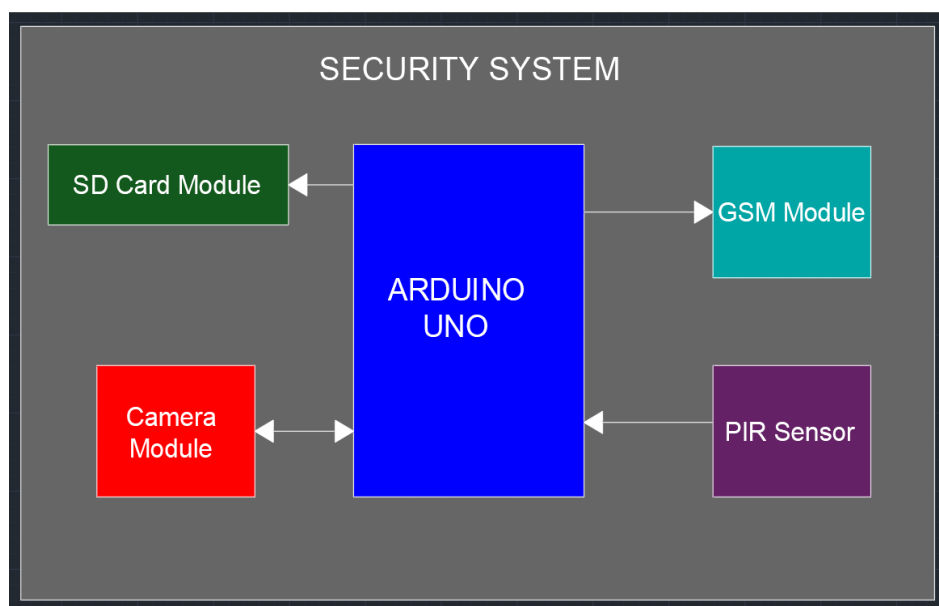 SECURITY SYSTEM
SD Card Module
GSM Module
ARDUINO
UNO
Camera
Module
PIR Sensor